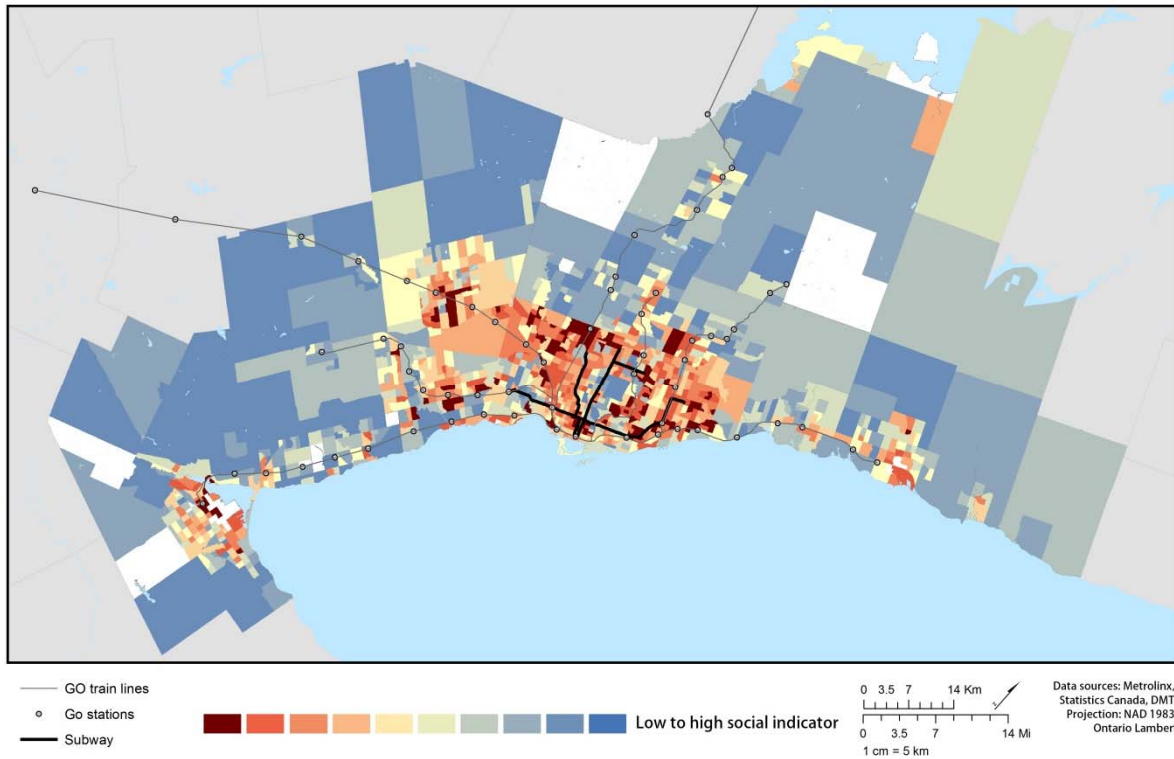 GO train lines
Go stations
Subway
Low to high social indicator
0 3.5 7 14 Km
0 3.5 7 14 Mi
1 cm = 5 km
Data sources: Metrolinx,
Statistics Canada, DMT
Projection: NAD 1983
Ontario Lamber